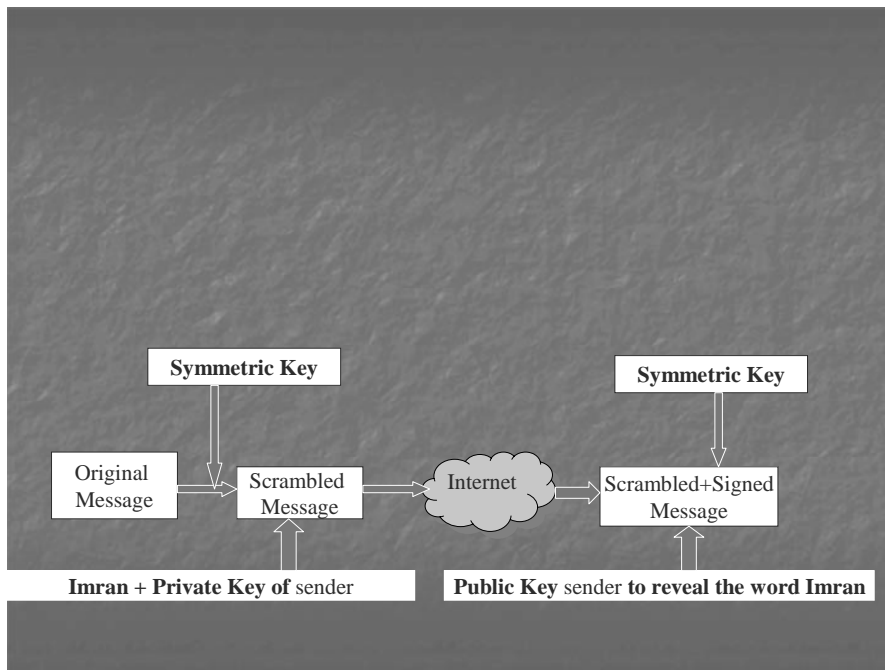 Symmetric Key
Symmetric Key
Original
Message
Scrambled
Message
Internet
Scrambled+Signed
Message
Imran + Private Key of sender
Public Key sender to reveal the word Imran